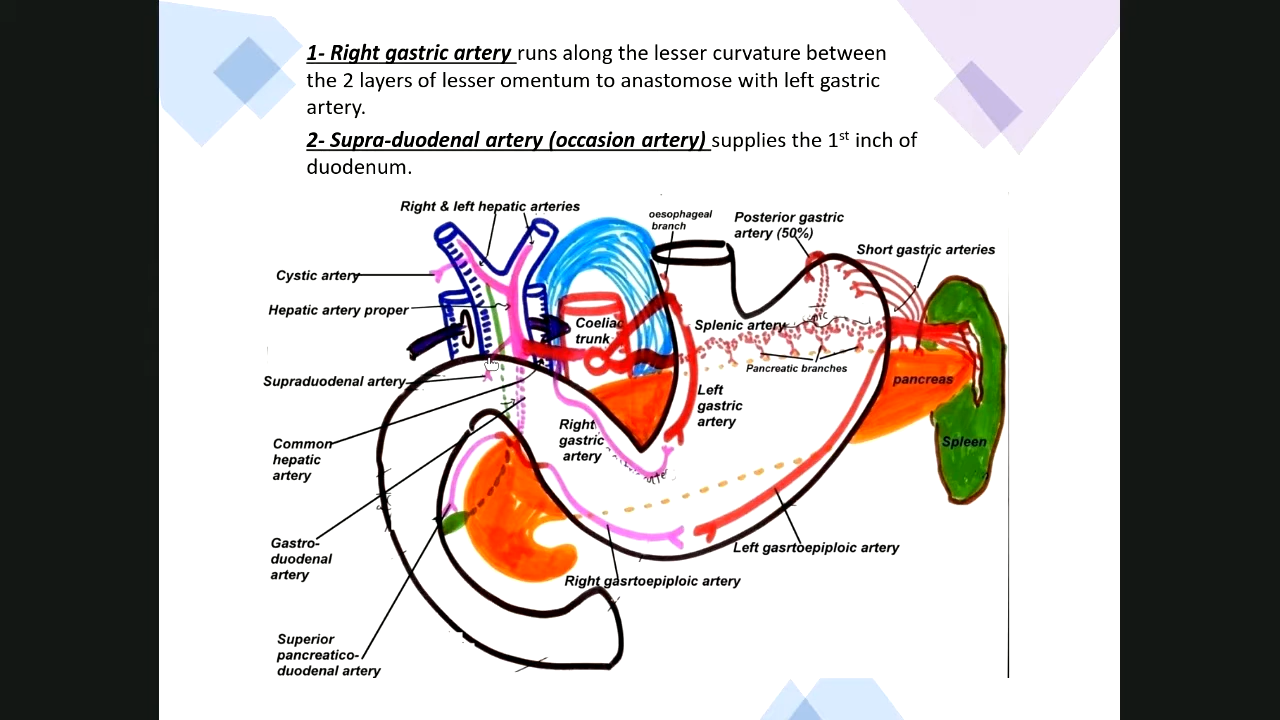 1- Right gastric artery runs along the lesser curvature between
the 2 layers of lesser omentum to anastomose with left gastric
artery.
2- Supra-duodenal artery (occasion artery) supplies the 1st inch of
duodenum.
Right & left hepatic arteries
oesophageal
branch
Posterior gastric
artery (50%)
Short gastric arteries
Cystic artery
Hepatic artery proper
Coeliac
trunk
Splenic artery
Pancreatic branches
Supraduodenal artery
pancreas
Left
gastric
artery
Right
gastric
artery
Common
hepatic
artery
Spleen
Gastro-
duodenal
artery
Left gasrtoepiploic artery
Right gasrtoepiploic artery
Superior
pancreatico-
duodenal artery